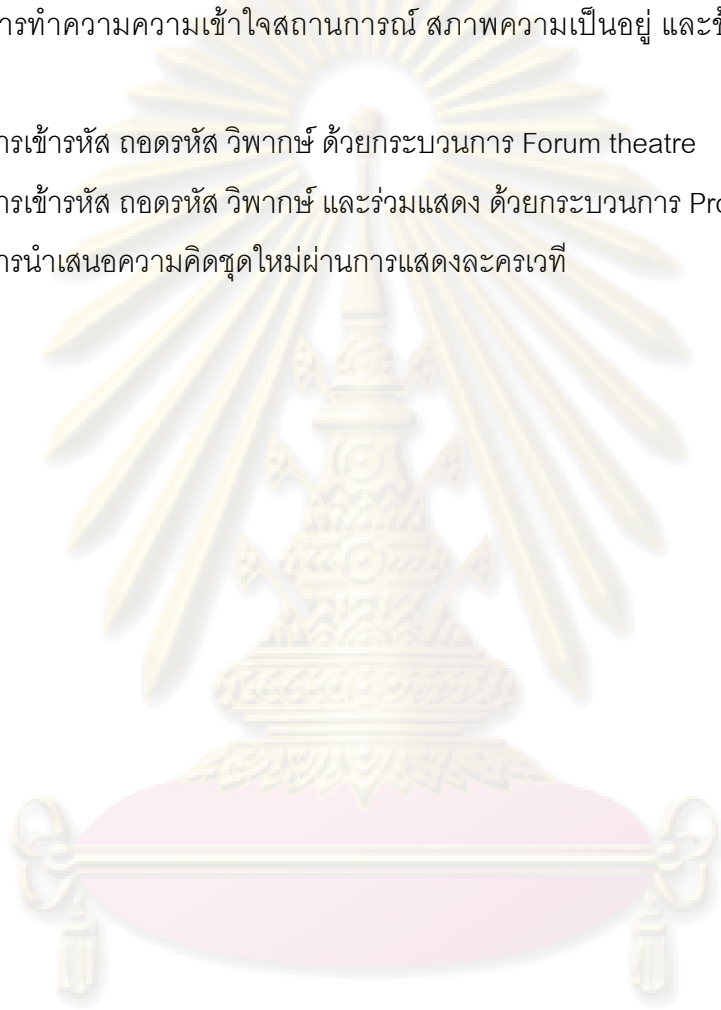 การทำความความเข้าใจสถานการณ์ สภาพความเป็นอยู่ และ
การเข้ารหัส ถอดรหัส วิพากษ์ ด้วยกระบวนการ Forum theatre
การเข้ารหัส ถอดรหัส วิพากษ์ และร่วมแสดง ด้วยกระบวนการ
การนำเสนอความคิดชุดใหม่ผ่านการแสดงละครเวที